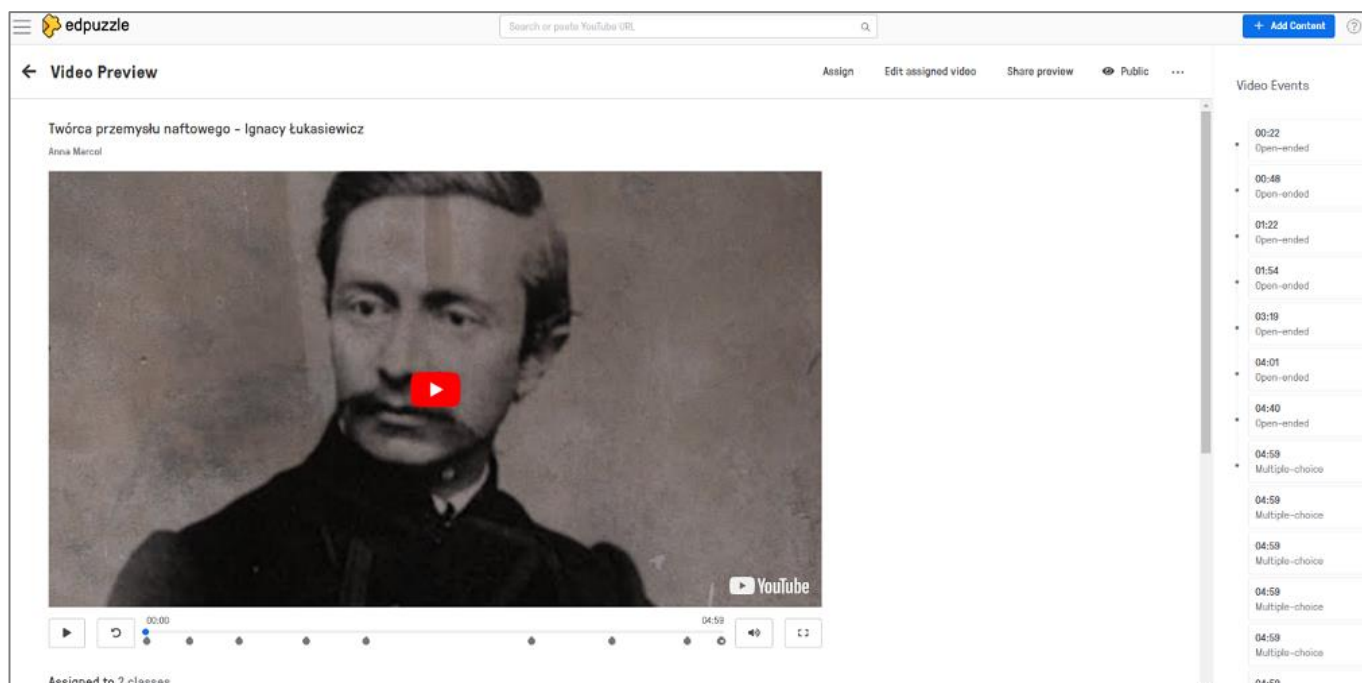 edpuzzle
Search or paste YouTube URL
+ Add Content
?
Video Preview
Assign
Edit assigned video
Share preview
Public
...
Twórca przemysłu naftowego - Ignacy Łukasiewicz
Anna Marcol
YouTube
00:00
04:59
Assigned to 2 classes
Video Events
00:22
Open-ended
00:48
Open-ended
01:22
Open-ended
01:54
Open-ended
03:19
Open-ended
04:01
Open-ended
04:40
Open-ended
04:59
Multiple-choice
04:59
Multiple-choice
04:59
Multiple-choice
04:59
Multiple-choice
04:59
Multiple-choice
04:59